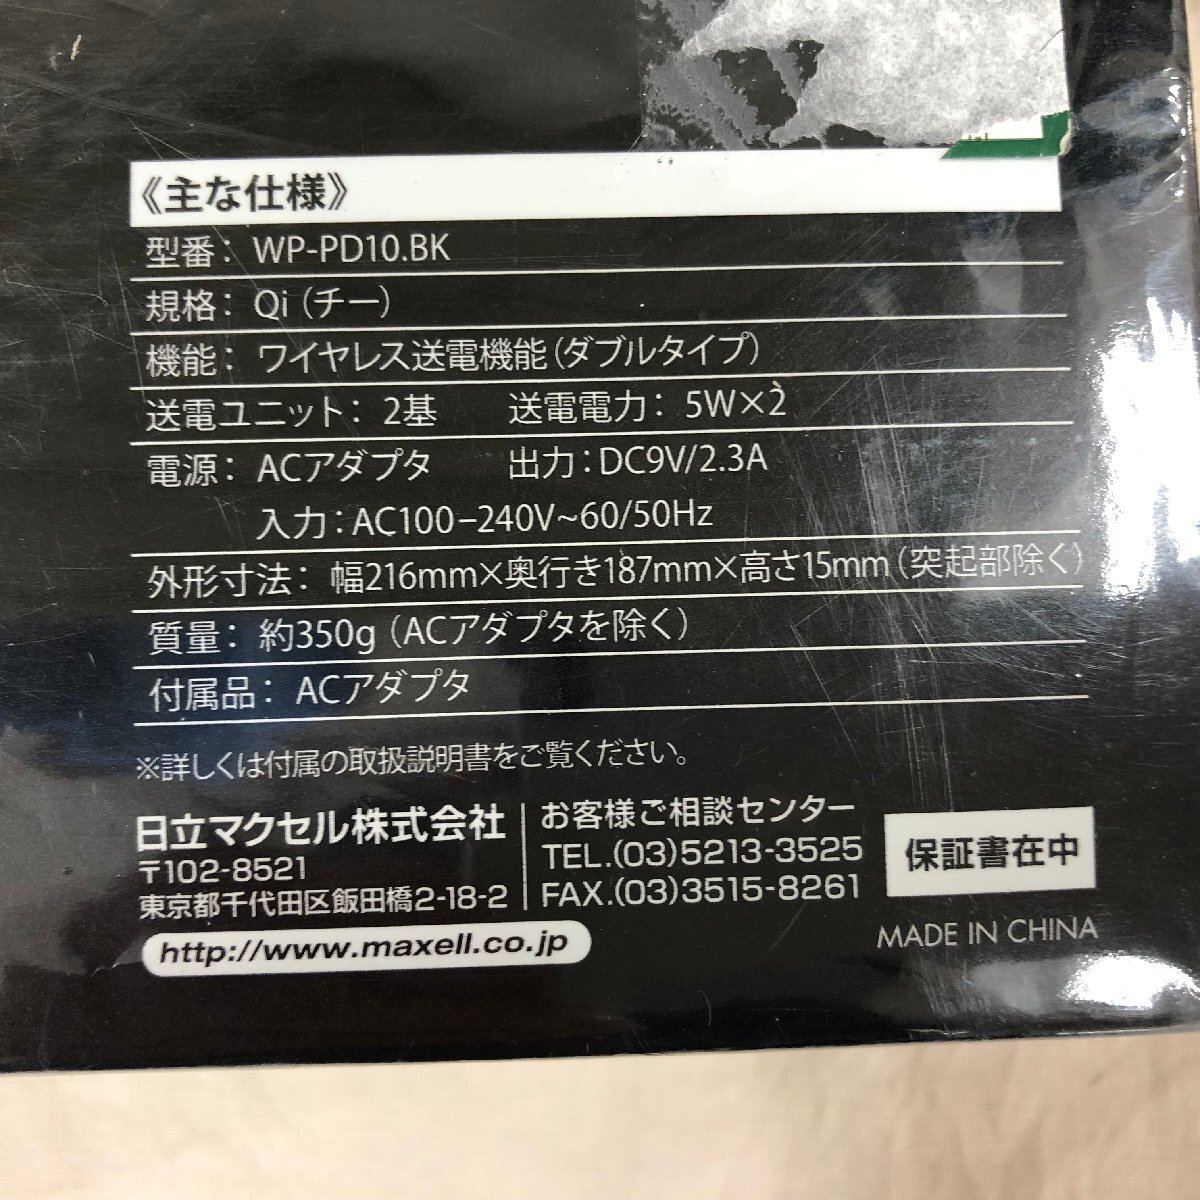 《主な仕様》
型番： WP-PD10.BK
規格： Qi（チー）
機能： ワイヤレス送電機能（ダブルタイプ）
送電ユニット： 2基　送電電力： 5W×2
電源： ACアダプタ　出力：DC9V/2.3A
入力：AC100−240V~60/50Hz
外形寸法： 幅216mm×奥行き187mm×高さ15mm（突起部除く）
質量： 約350g（ACアダプタを除く）
付属品： ACアダプタ
※詳しくは付属の取扱説明書をご覧ください。
日立マクセル株式会社
〒102-8521
東京都千代田区飯田橋2-18-2
http://www.maxell.co.jp
お客様ご相談センター
TEL.(03)5213-3525
FAX.(03)3515-8261
保証書在中
MADE IN CHINA